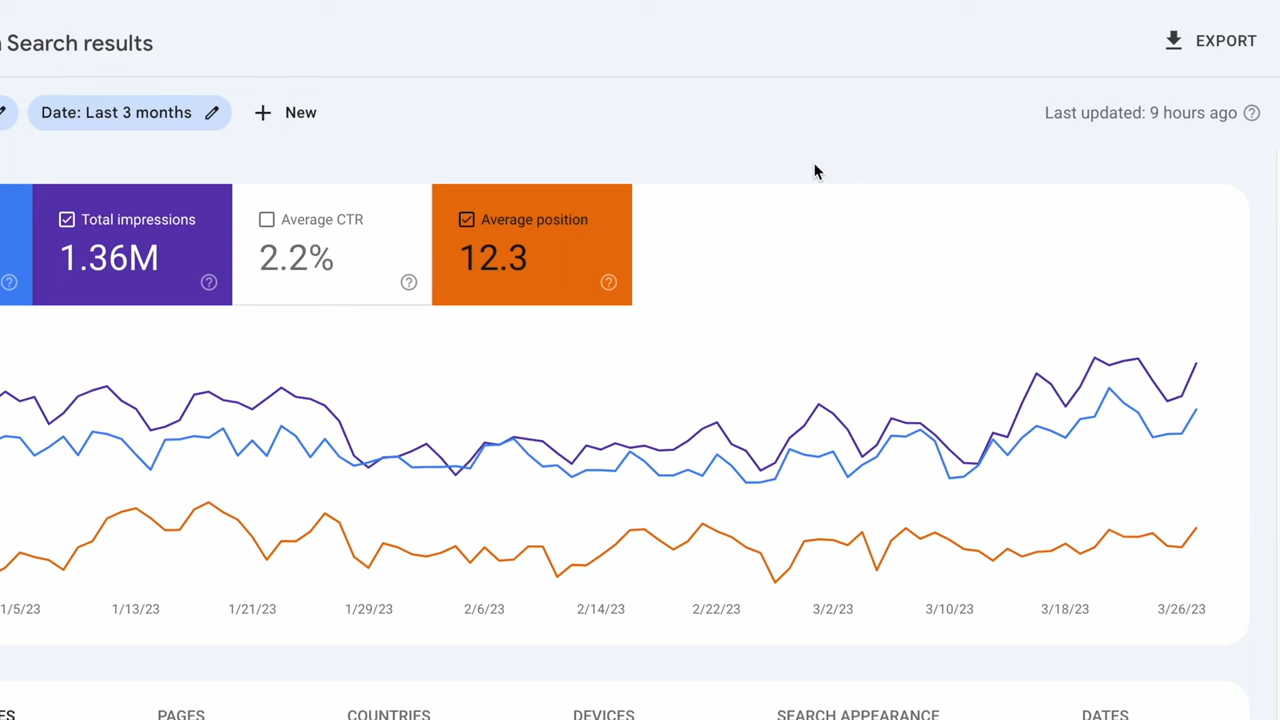 Search results
EXPORT
Date: Last 3 months
New
Last updated: 9 hours ago
Total impressions
Average CTR
Average position
1.36M
2.2%
12.3
1/5/23
1/13/23
1/21/23
1/29/23
2/6/23
2/14/23
2/22/23
3/2/23
3/10/23
3/18/23
3/26/23
PAGES
COUNTRIES
DEVICES
SEARCH APPEARANCE
DATES